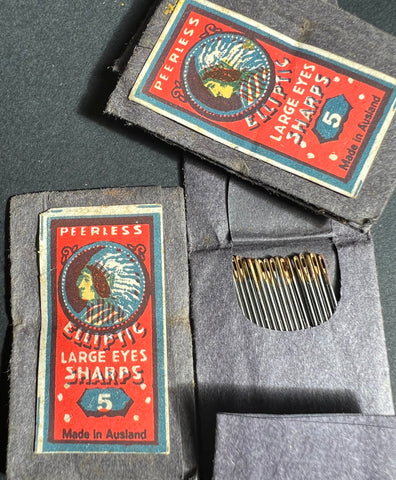 PEERLESS
ELLIPTIC
LARGE EYES
SHARPS
5
Made in Ausland
PEERLESS
ELLIPTIC
LARGE EYES
SHARPS
5
Made in Ausland